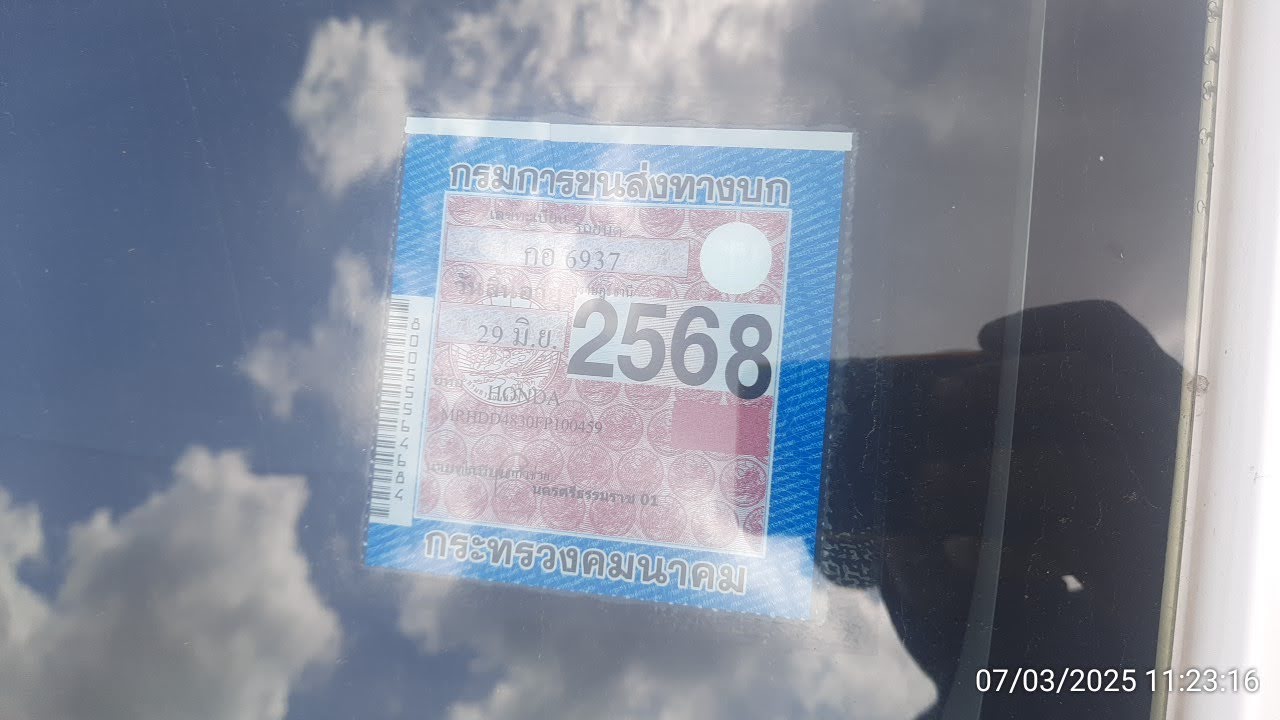 กรมการขนส่งทางบก
กอ 6937
29 มิ.ย.
2568
HONDA
นครศรีธรรมราช 01
80055564684
กระทรวงคมนาคม
07/03/2025 11:23:16